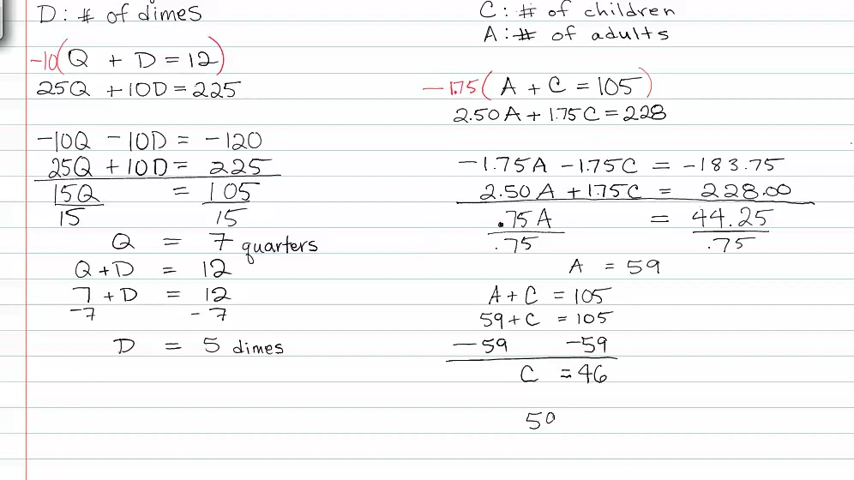 D: # of dimes
-10(Q + D = 12)
25Q + 10D = 225
-10Q - 10D = -120
25Q + 10D = 225
15Q = 105
15 15
Q = 7 quarters
Q + D = 12
7 + D = 12
-7 -7
D = 5 dimes
C: # of children
A: # of adults
-1.75(A + C = 105)
2.50A + 1.75C = 228
-1.75A - 1.75C = -183.75
2.50A + 1.75C = 228.00
.75A = 44.25
.75 .75
A = 59
A + C = 105
59 + C = 105
-59 -59
C = 46
59